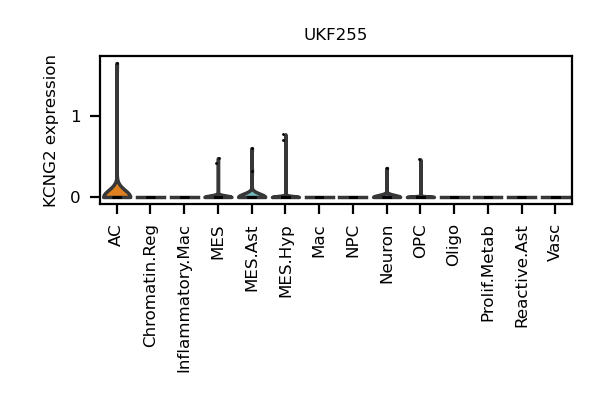 UKF255
KCNG2 expression
1
0
AC
Chromatin.Reg
Inflammatory.Mac
MES
MES.Ast
MES.Hyp
Mac
NPC
Neuron
OPC
Oligo
Prolif.Metab
Reactive.Ast
Vasc